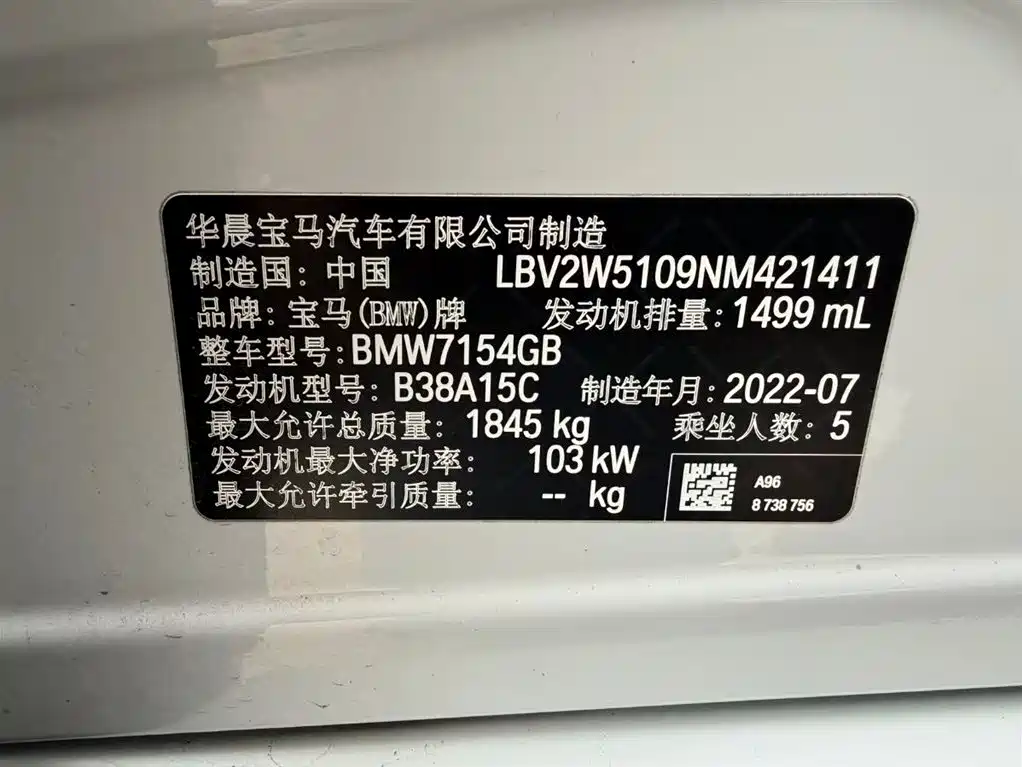 华晨宝马汽车有限公司制造
制造国: 中国 LBV2W5109NM421411
品牌: 宝马(BMW)牌 发动机排量: 1499 mL
整车型号: BMW7154GB
发动机型号: B38A15C 制造年月: 2022-07
最大允许总质量: 1845 kg 乘坐人数: 5
发动机最大净功率: 103 kW
最大允许牵引质量: -- kg
A96
8 738 756